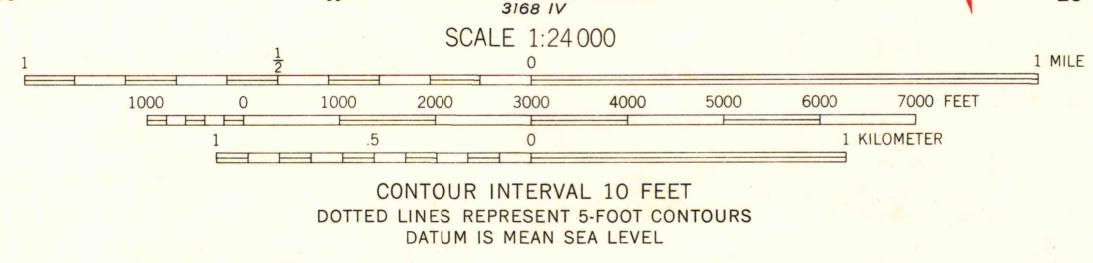 3168 IV
SCALE 1:24 000
1 1/2 0 1 MILE
1000 0 1000 2000 3000 4000 5000 6000 7000 FEET
1 .5 0 1 KILOMETER
CONTOUR INTERVAL 10 FEET
DOTTED LINES REPRESENT 5-FOOT CONTOURS
DATUM IS MEAN SEA LEVEL